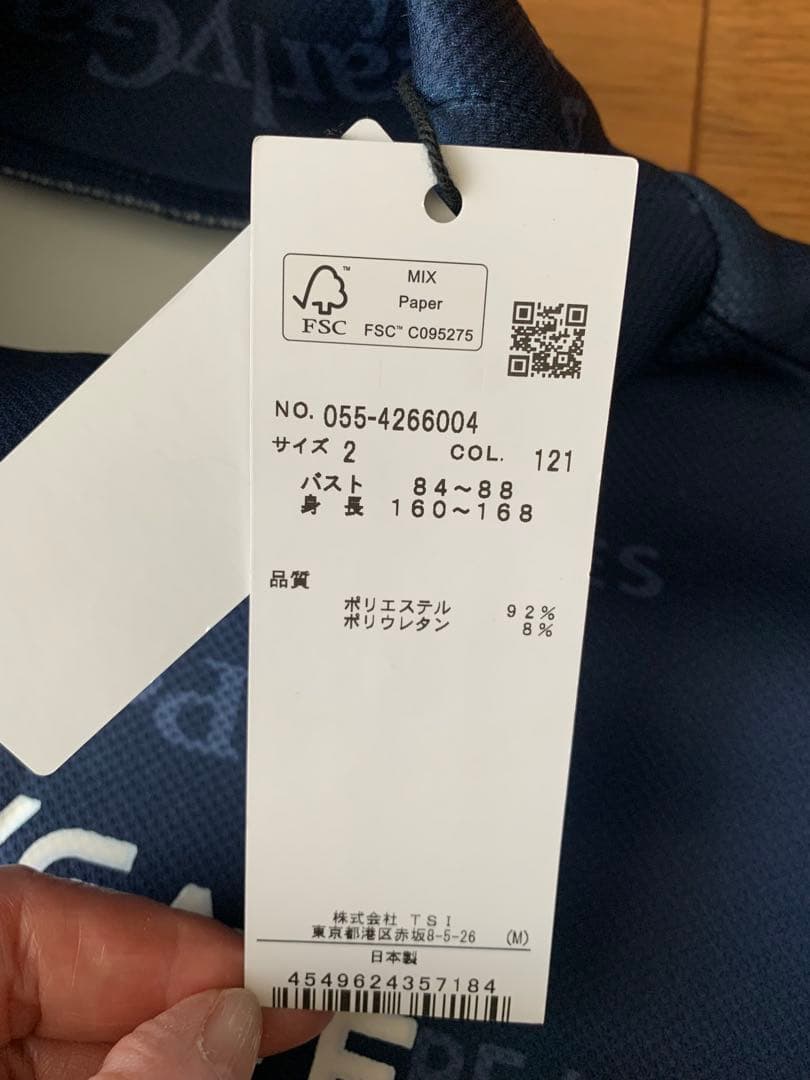 MIX
Paper
FSC™ C095275
FSC
NO. 055-4266004
サイズ 2 COL. 121
バスト 84～88
身長 160～168
品質
ポリエステル 92%
ポリウレタン 8%
株式会社 TSI
東京都港区赤坂8-5-26 (M)
日本製
4549624357184